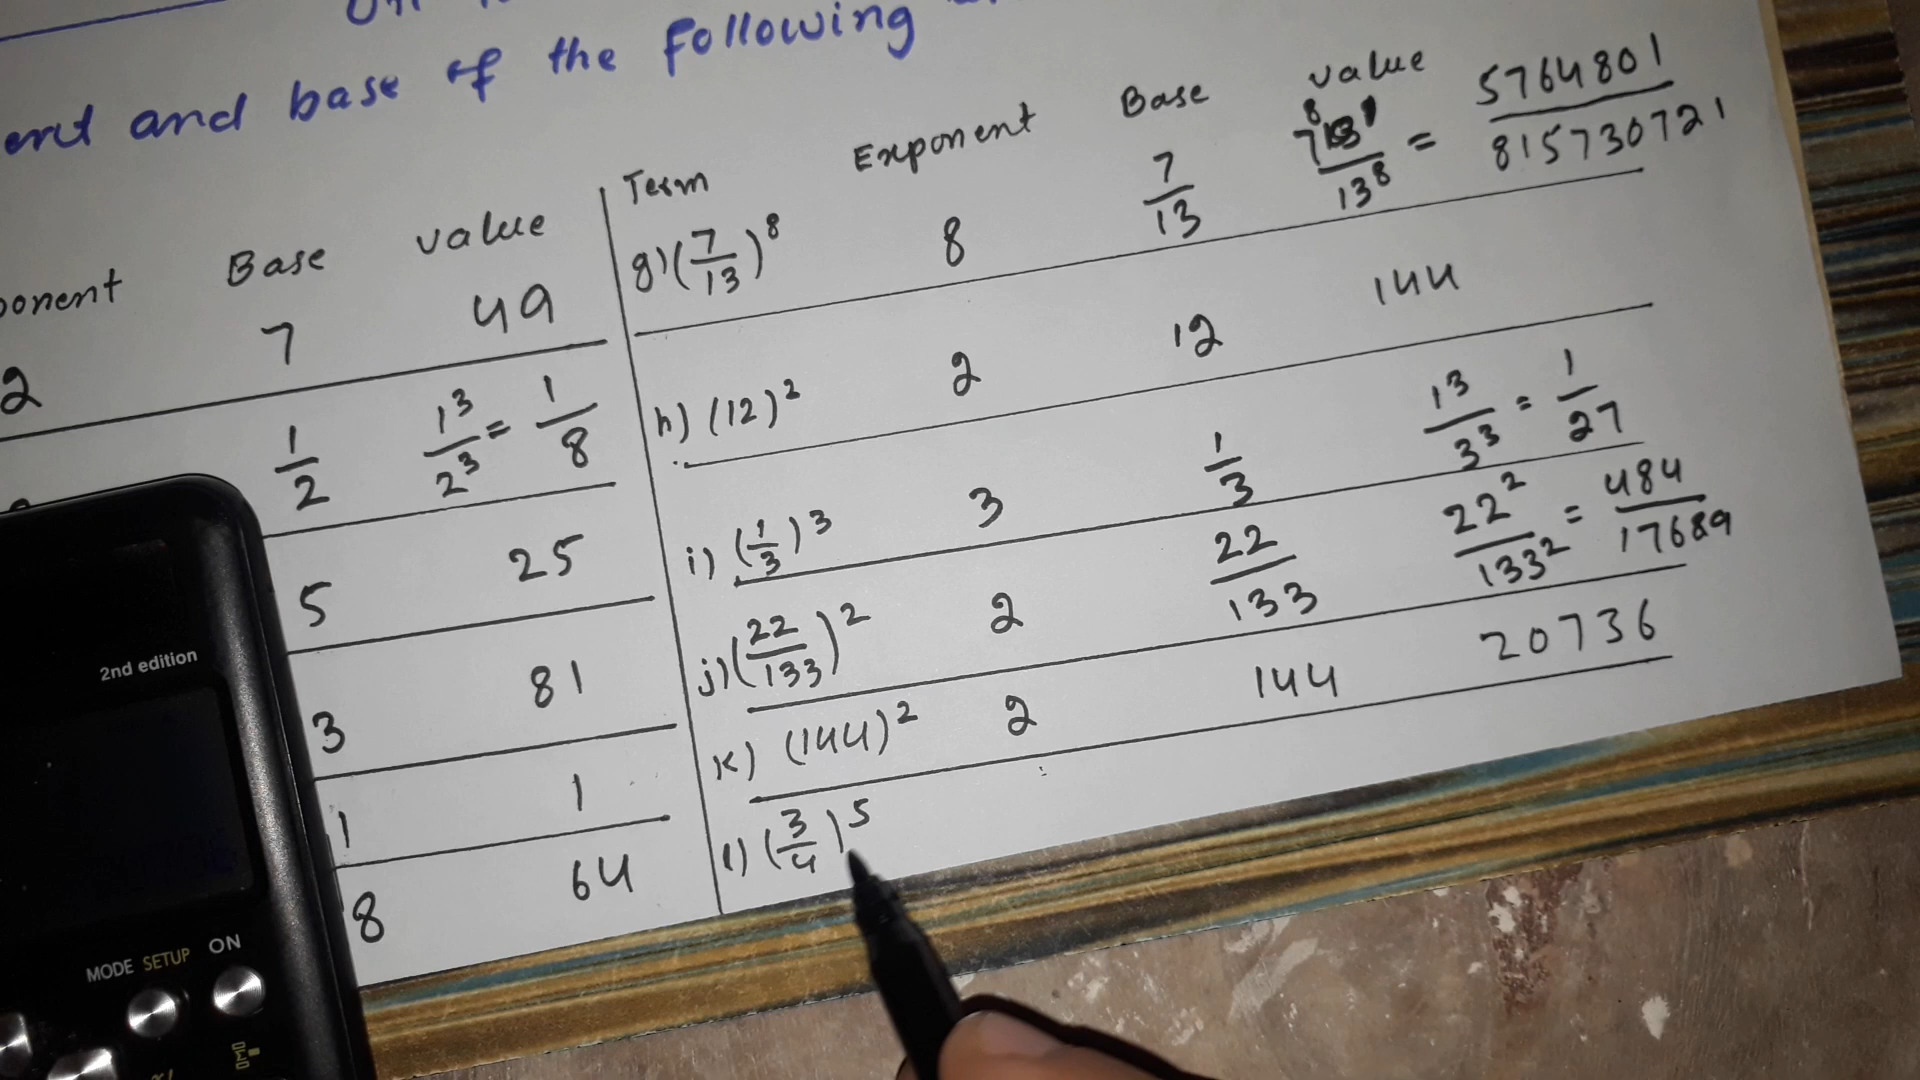 ent and base of the following
ponent Base value
2 7 49
1/2 1^3/2^3 = 1/8
5 25
3 81
1 1
8 64
Term Exponent Base value
g) (7/13)^8 8 7/13 7^8/13^8 = 5764801/815730721
h) (12)^2 2 12 144
i) (1/3)^3 3 1/3 1^3/3^3 = 1/27
j) (22/133)^2 2 22/133 22^2/133^2 = 484/17689
k) (144)^2 2 144 20736
l) (3/4)^5
2nd edition
MODE SETUP ON